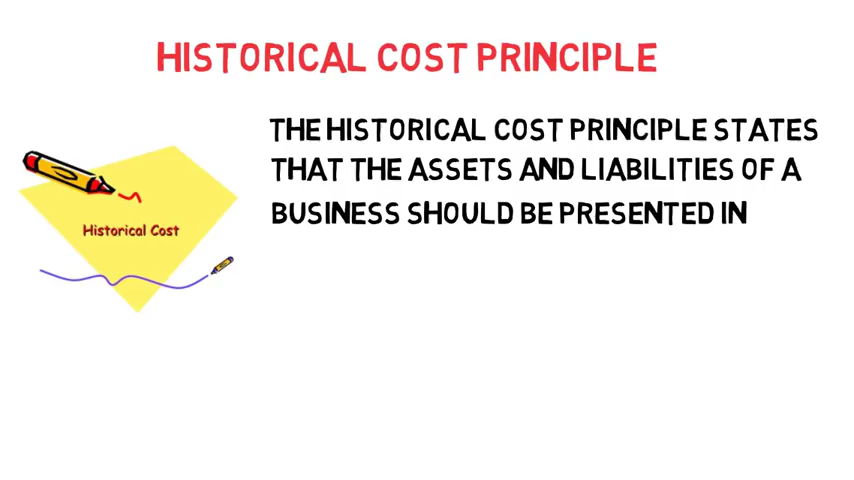 HISTORICAL COST PRINCIPLE
THE HISTORICAL COST PRINCIPLE STATES
THAT THE ASSETS AND LIABILITIES OF A
BUSINESS SHOULD BE PRESENTED IN
Historical Cost